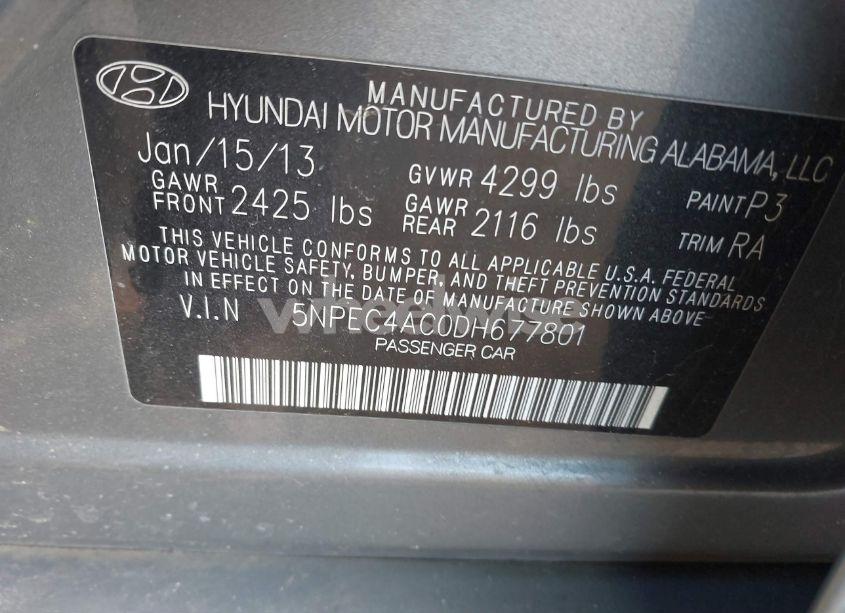 MANUFACTURED BY
HYUNDAI MOTOR MANUFACTURING ALABAMA, LLC
Jan/15/13 GVWR 4299 lbs PAINT P3
GAWR FRONT 2425 lbs GAWR REAR 2116 lbs TRIM RA
THIS VEHICLE CONFORMS TO ALL APPLICABLE U.S.A. FEDERAL
MOTOR VEHICLE SAFETY, BUMPER, AND THEFT PREVENTION STANDARDS
IN EFFECT ON THE DATE OF MANUFACTURE SHOWN ABOVE.
V.I.N 5NPEC4AC0DH677801
PASSENGER CAR